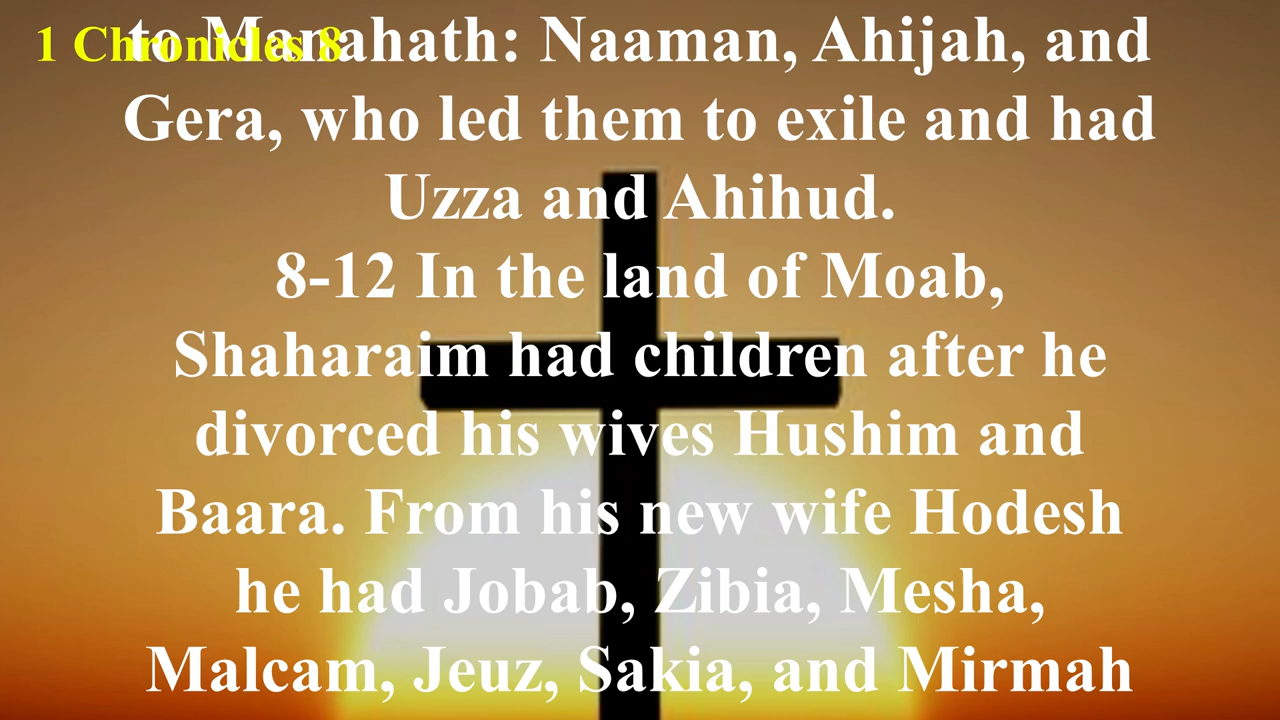 1 Chronicles 8
to Manahath: Naaman, Ahijah, and
Gera, who led them to exile and had
Uzza and Ahihud.
8-12 In the land of Moab,
Shaharaim had children after he
divorced his wives Hushim and
Baara. From his new wife Hodesh
he had Jobab, Zibia, Mesha,
Malcam, Jeuz, Sakia, and Mirmah